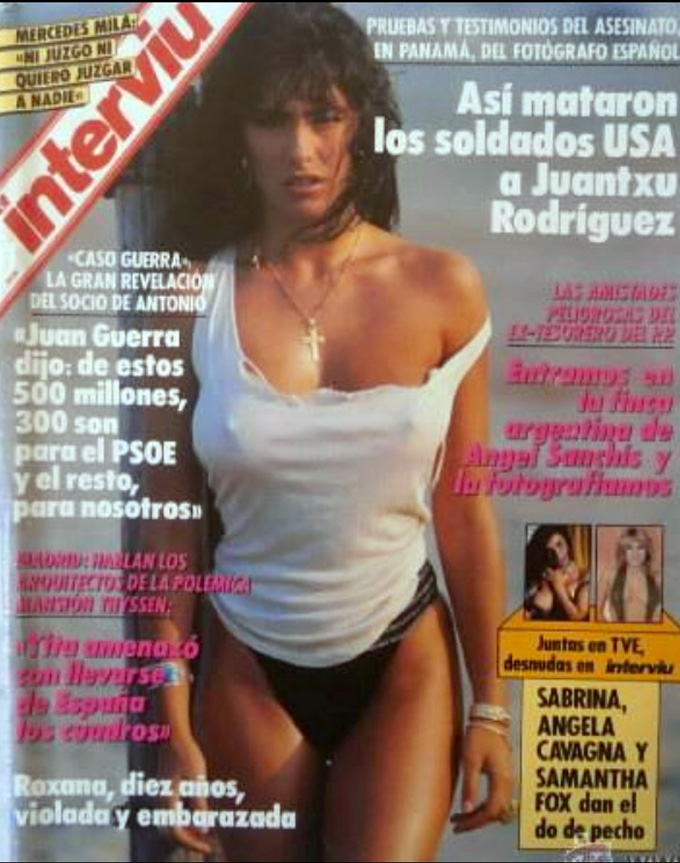 MERCEDES MILÁ:
«NI JUZGO NI
QUIERO JUZGAR
A NADIE»
interviu
PRUEBAS Y TESTIMONIOS DEL ASESINATO,
EN PANAMÁ, DEL FOTÓGRAFO ESPAÑOL
Así mataron
los soldados USA
a Juantxu
Rodríguez
«CASO GUERRA»,
LA GRAN REVELACIÓN
DEL SOCIO DE ANTONIO
«Juan Guerra
dijo: de estos
500 millones,
300 son
para el PSOE
y el resto,
para nosotros»
LAS AMISTADES
PELIGROSAS DEL
EX-TESORERO DEL PP
Entramos en
la finca
argentina de
Angel Sanchís y
la fotografiamos
MADRID: HABLAN LOS
ARQUITECTOS DE LA POLEMICA
MANSIÓN THYSSEN:
«Tita amenazó
con llevarse
de España
los cuadros»
Roxana, diez años,
violada y embarazada
Juntas en TVE,
desnudas en interviu
SABRINA,
ANGELA
CAVAGNA Y
SAMANTHA
FOX dan el
do de pecho